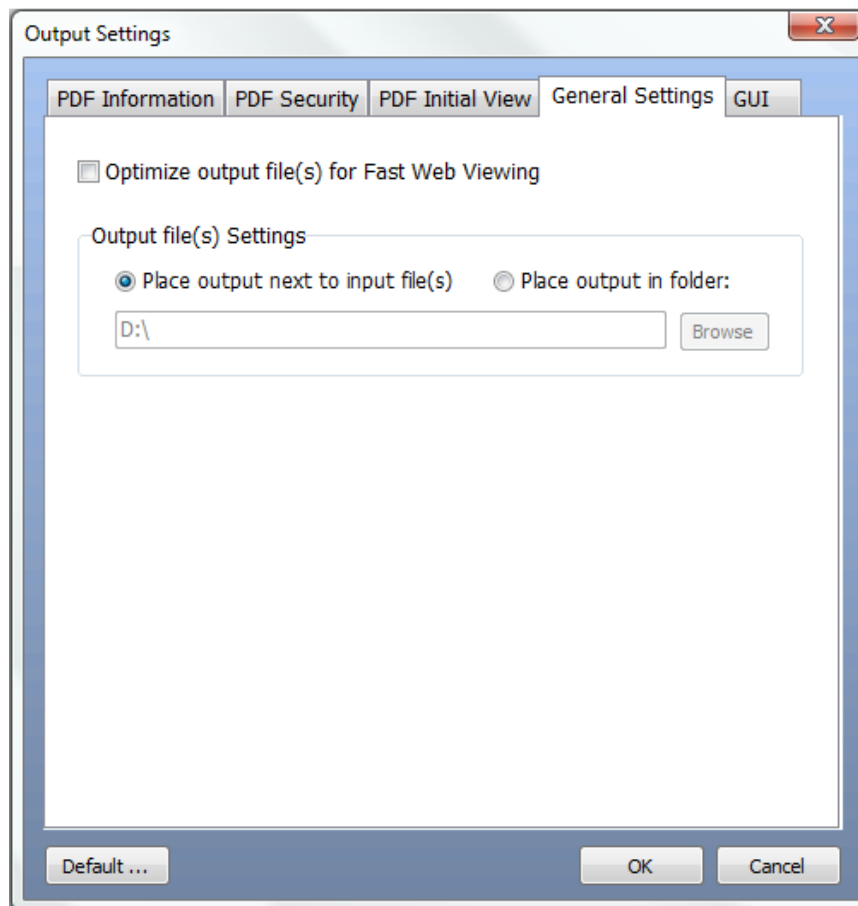 Output Settings
PDF Information PDF Security PDF Initial View General Settings GUI
Optimize output file(s) for Fast Web Viewing
Output file(s) Settings
Place output next to input file(s) Place output in folder:
D:\ Browse
Default ... OK Cancel